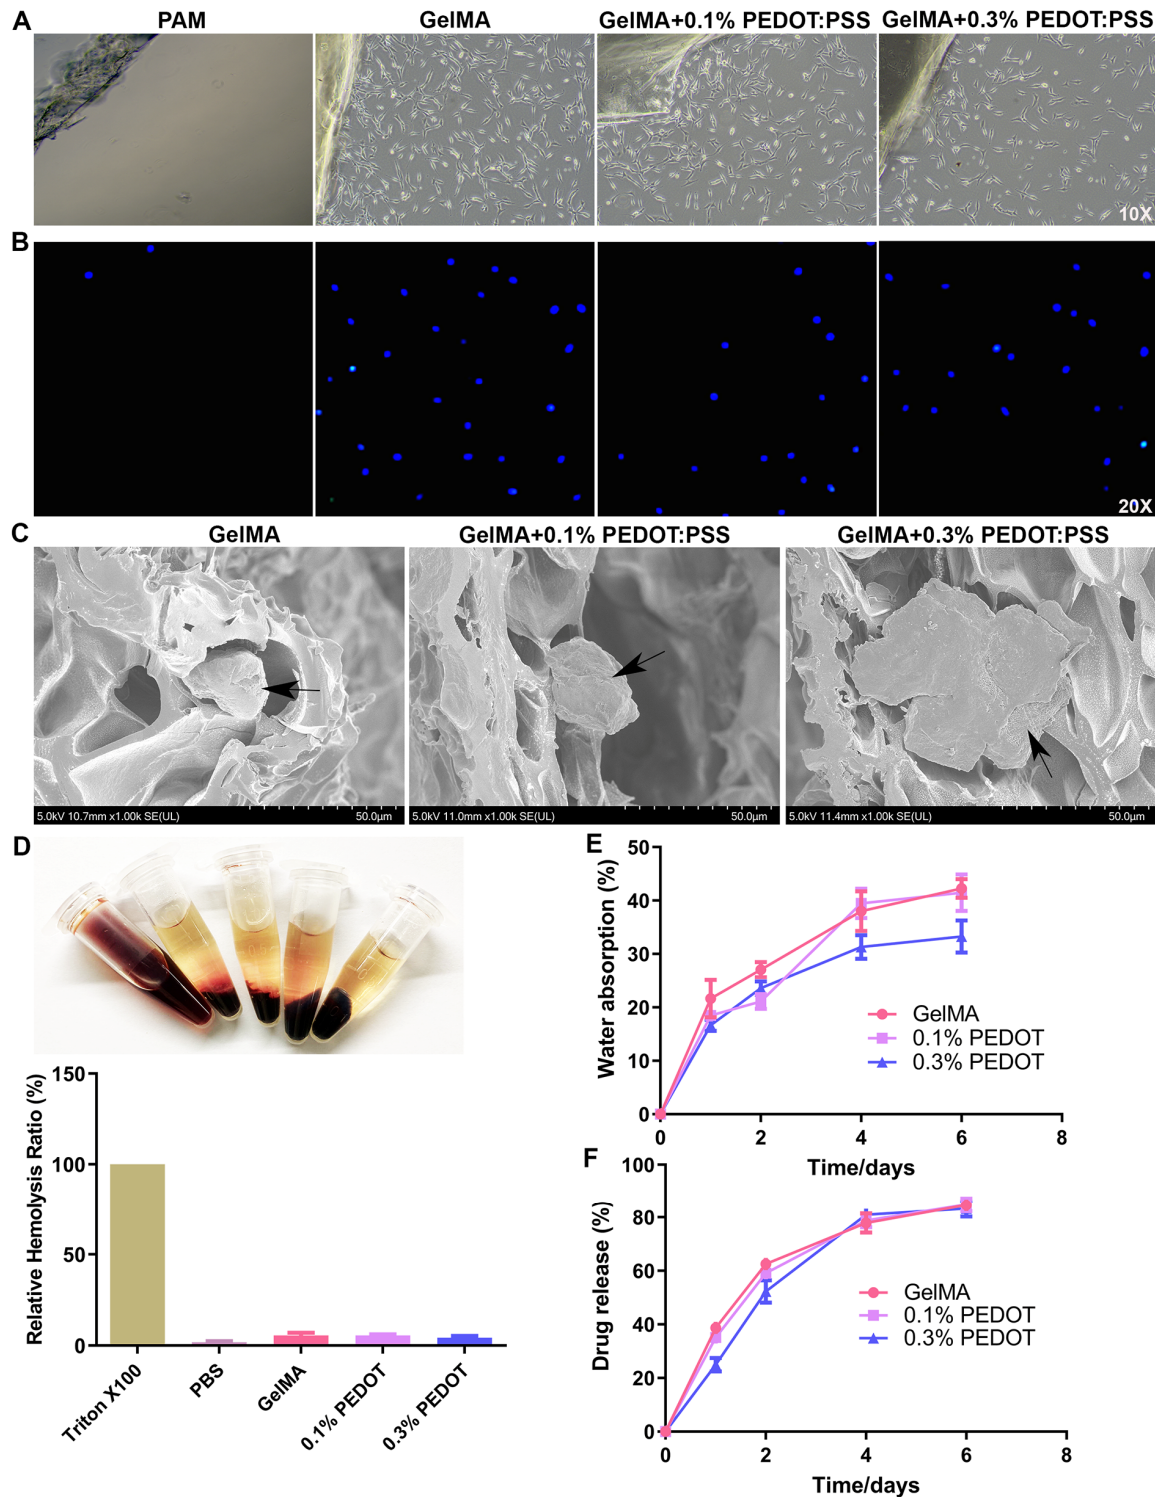 A PAM GelMA GelMA+0.1% PEDOT:PSS GelMA+0.3% PEDOT:PSS
10X
B
20X
C GelMA GelMA+0.1% PEDOT:PSS GelMA+0.3% PEDOT:PSS
5.0kV 10.7mm x1.00k SE(UL) 50.0μm
5.0kV 11.0mm x1.00k SE(UL) 50.0μm
5.0kV 11.4mm x1.00k SE(UL) 50.0μm
D
Relative Hemolysis Ratio (%)
150
100
50
0
Triton X100
PBS
GelMA
0.1% PEDOT
0.3% PEDOT
E
Water absorption (%)
50
40
30
20
10
0
GelMA
0.1% PEDOT
0.3% PEDOT
0 2 4 6 8
Time/days
F
Drug release (%)
100
80
60
40
20
0
GelMA
0.1% PEDOT
0.3% PEDOT
0 2 4 6 8
Time/days